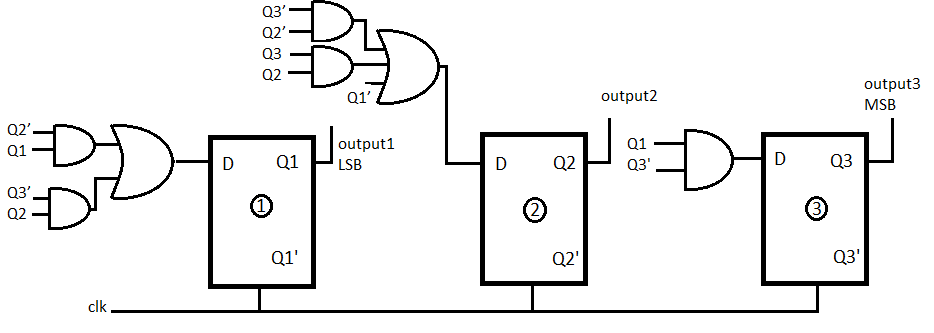 Q3’
Q2’
Q3
Q2
Q1’
Q2’
Q1
Q3’
Q2
D
Q1
1
Q1'
output1
LSB
D
Q2
2
Q2'
output2
Q1
Q3'
D
Q3
3
Q3'
output3
MSB
clk